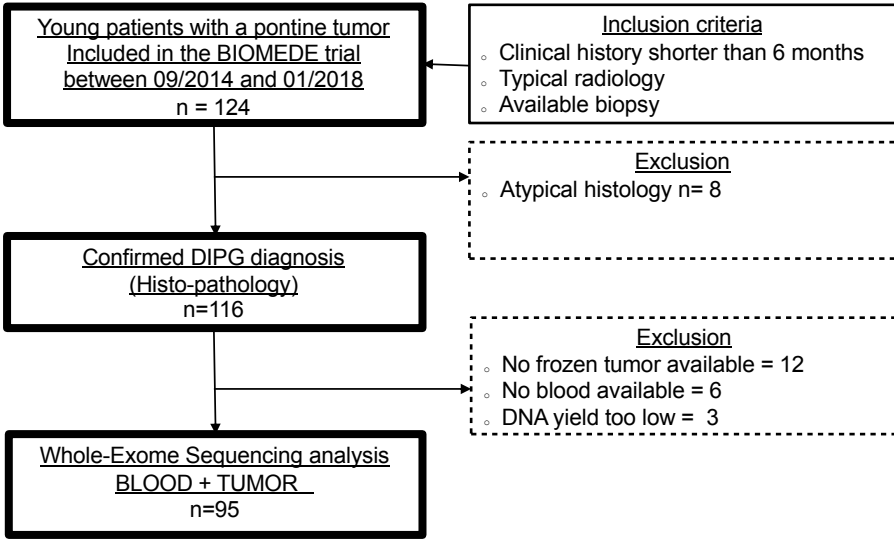 Young patients with a pontine tumor
Included in the BIOMEDE trial
between 09/2014 and 01/2018
n = 124
Inclusion criteria
◦ Clinical history shorter than 6 months
◦ Typical radiology
◦ Available biopsy
Exclusion
◦ Atypical histology n= 8
Confirmed DIPG diagnosis
(Histo-pathology)
n=116
Exclusion
◦ No frozen tumor available = 12
◦ No blood available = 6
◦ DNA yield too low = 3
Whole-Exome Sequencing analysis
BLOOD + TUMOR
n=95